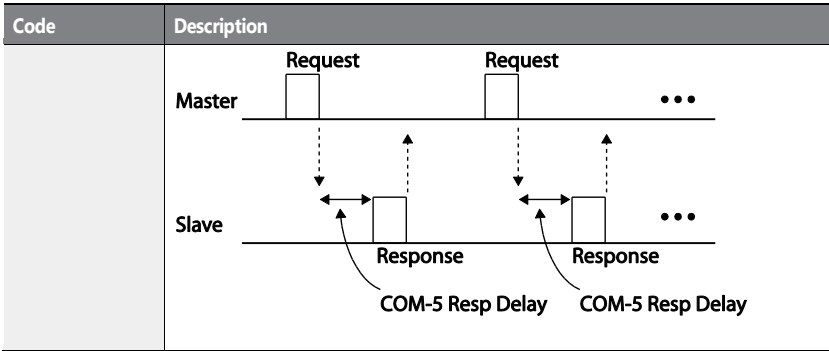 Code Description
Request Request
Master
Slave
Response Response
COM-5 Resp Delay COM-5 Resp Delay